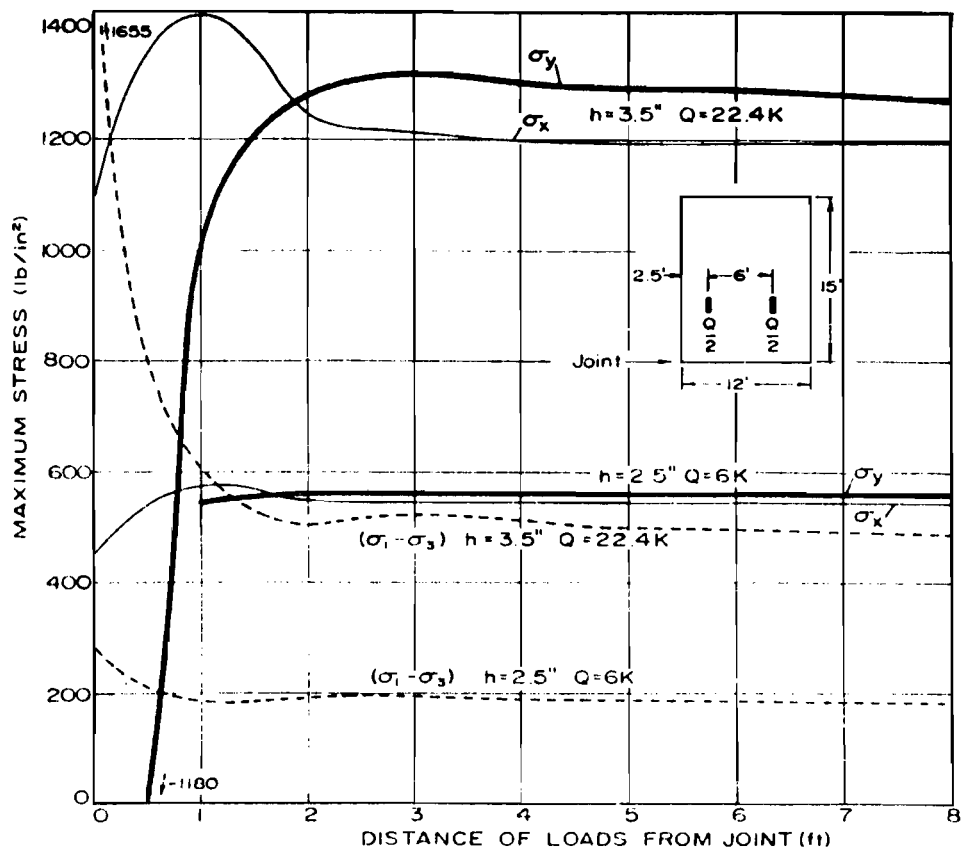 1400
1655
1200
1000
800
600
400
200
0
MAXIMUM STRESS (lb/in²)
σy
h=3.5" Q=22.4K
σx
2.5'
6'
15'
Q Q
2 2
Joint
12'
h=2.5" Q=6K
σy
σx
(σ₁-σ₃) h=3.5" Q=22.4K
(σ₁-σ₃) h=2.5" Q=6K
-1180
0 1 2 3 4 5 6 7 8
DISTANCE OF LOADS FROM JOINT (ft)